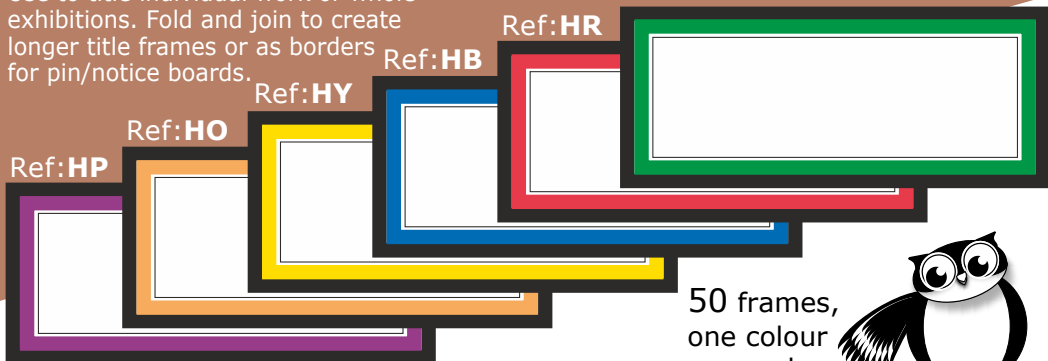 exhibitions. Fold and join to create
longer title frames or as borders
for pin/notice boards.
Ref:HR
Ref:HB
Ref:HY
Ref:HO
Ref:HP
50 frames,
one colour